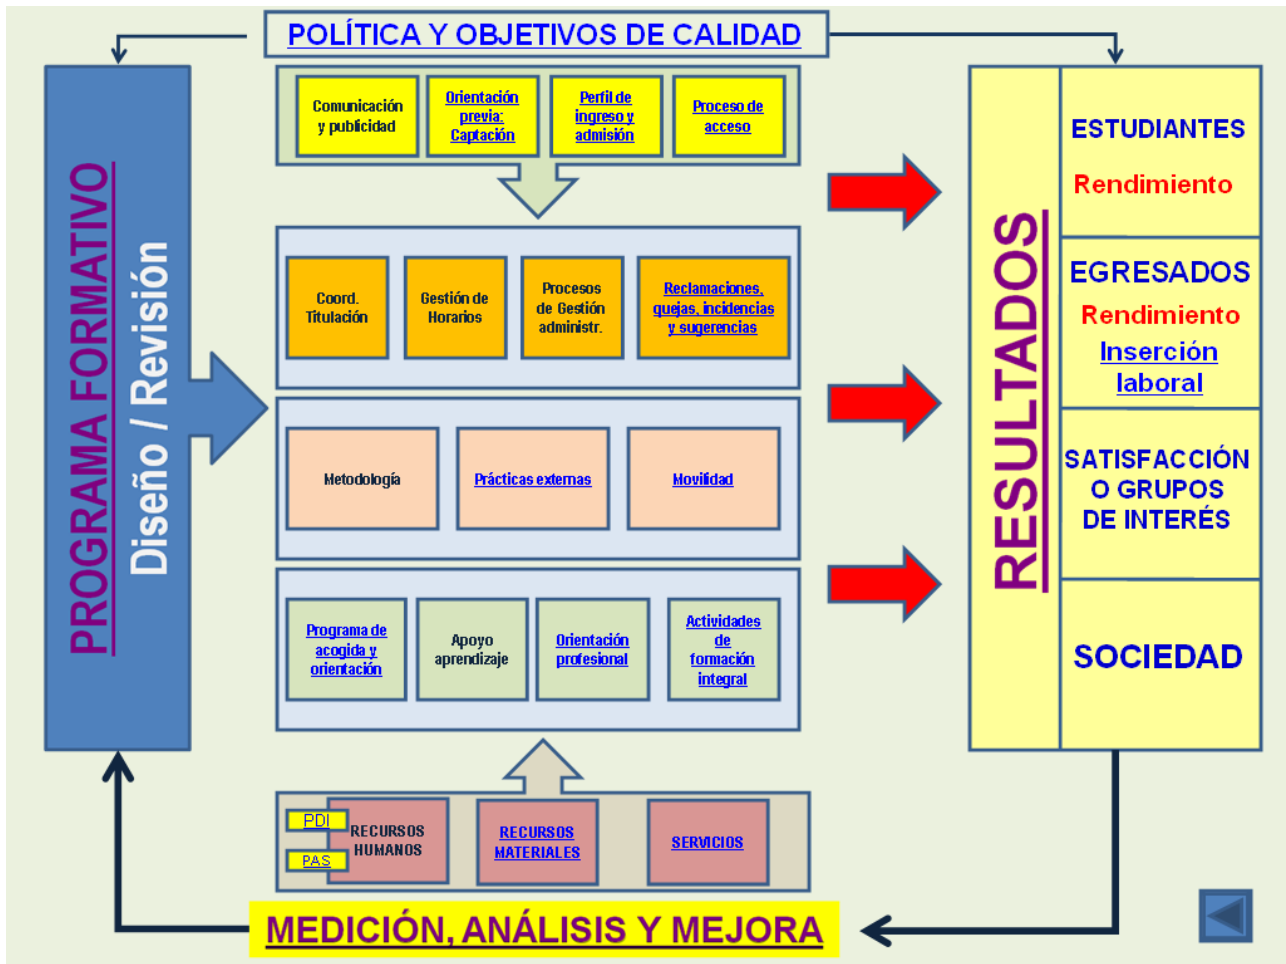 POLÍTICA Y OBJETIVOS DE CALIDAD
PROGRAMA FORMATIVO
Diseño / Revisión
Comunicación
y publicidad
Orientación
previa:
Captación
Perfil de
ingreso y
admisión
Proceso de
acceso
Coord.
Titulación
Gestión de
Horarios
Procesos
de Gestión
administr.
Reclamaciones,
quejas, incidencias
y sugerencias
Metodología
Prácticas externas
Movilidad
Programa de
acogida y
orientación
Apoyo
aprendizaje
Orientación
profesional
Actividades
de
formación
integral
PDI
PAS
RECURSOS
HUMANOS
RECURSOS
MATERIALES
SERVICIOS
RESULTADOS
ESTUDIANTES
Rendimiento
EGRESADOS
Rendimiento
Inserción
laboral
SATISFACCIÓN
O GRUPOS
DE INTERÉS
SOCIEDAD
MEDICIÓN, ANÁLISIS Y MEJORA